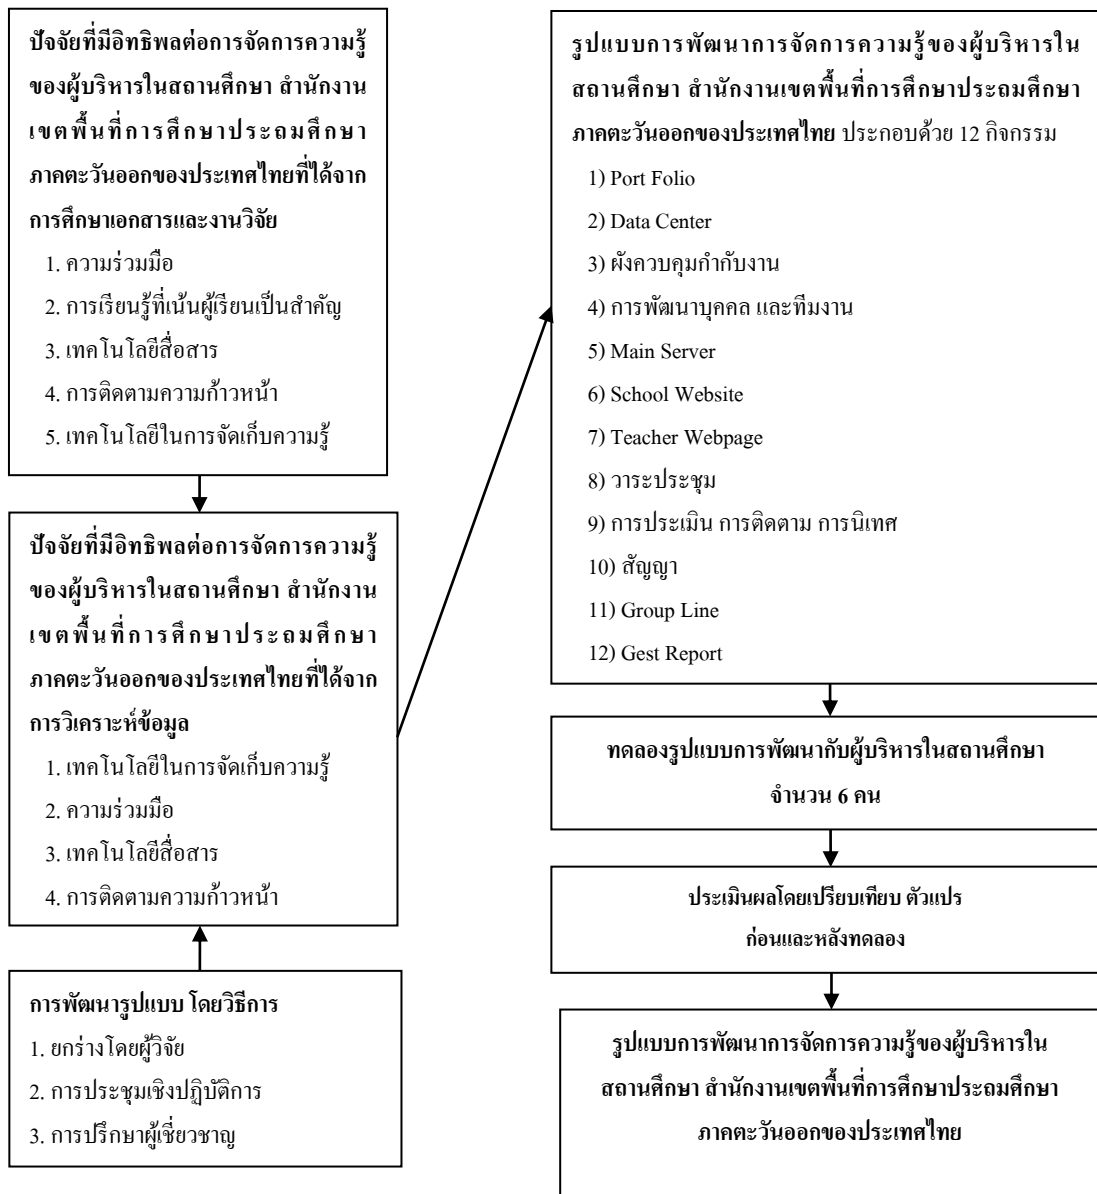 ปัจจัยที่มีอิทธิพลต่อการจัดการความรู้
ของผู้บริหารในสถานศึกษา สำนักงาน
เขตพื้นที่การศึกษาประถมศึกษา
ภาคตะวันออกของประเทศไทยที่ได้จาก
การศึกษาเอกสารและงานวิจัย
1. ความร่วมมือ
2. การเรียนรู้ที่เน้นผู้เรียนเป็นสำคัญ
3. เทคโนโลยีสื่อสาร
4. การติดตามความก้าวหน้า
5. เทคโนโลยีในการจัดเก็บความรู้
ปัจจัยที่มีอิทธิพลต่อการจัดการความรู้
ของผู้บริหารในสถานศึกษา สำนักงาน
เขตพื้นที่การศึกษาประถมศึกษา
ภาคตะวันออกของประเทศไทยที่ได้จาก
การวิเคราะห์ข้อมูล
1. เทคโนโลยีในการจัดเก็บความรู้
2. ความร่วมมือ
3. เทคโนโลยีสื่อสาร
4. การติดตามความก้าวหน้า
การพัฒนารูปแบบ โดยวิธีการ
1. ยกร่างโดยผู้วิจัย
2. การประชุมเชิงปฏิบัติการ
3. การปรึกษาผู้เชี่ยวชาญ
รูปแบบการพัฒนาการจัดการความรู้ของผู้บริหารใน
สถานศึกษา สำนักงานเขตพื้นที่การศึกษาประถมศึกษา
ภาคตะวันออกของประเทศไทย ประกอบด้วย 12 กิจกรรม
1) Port Folio
2) Data Center
3) ผังควบคุมกำกับงาน
4) การพัฒนาบุคคล และทีมงาน
5) Main Server
6) School Website
7) Teacher Webpage
8) วาระประชุม
9) การประเมิน การติดตาม การนิเทศ
10) สัญญา
11) Group Line
12) Gest Report
ทดลองรูปแบบการพัฒนากับผู้บริหารในสถานศึกษา
จำนวน 6 คน
ประเมินผลโดยเปรียบเทียบ ตัวแปร
ก่อนและหลังทดลอง
รูปแบบการพัฒนาการจัดการความรู้ของผู้บริหารใน
สถานศึกษา สำนักงานเขตพื้นที่การศึกษาประถมศึกษา
ภาคตะวันออกของประเทศไทย